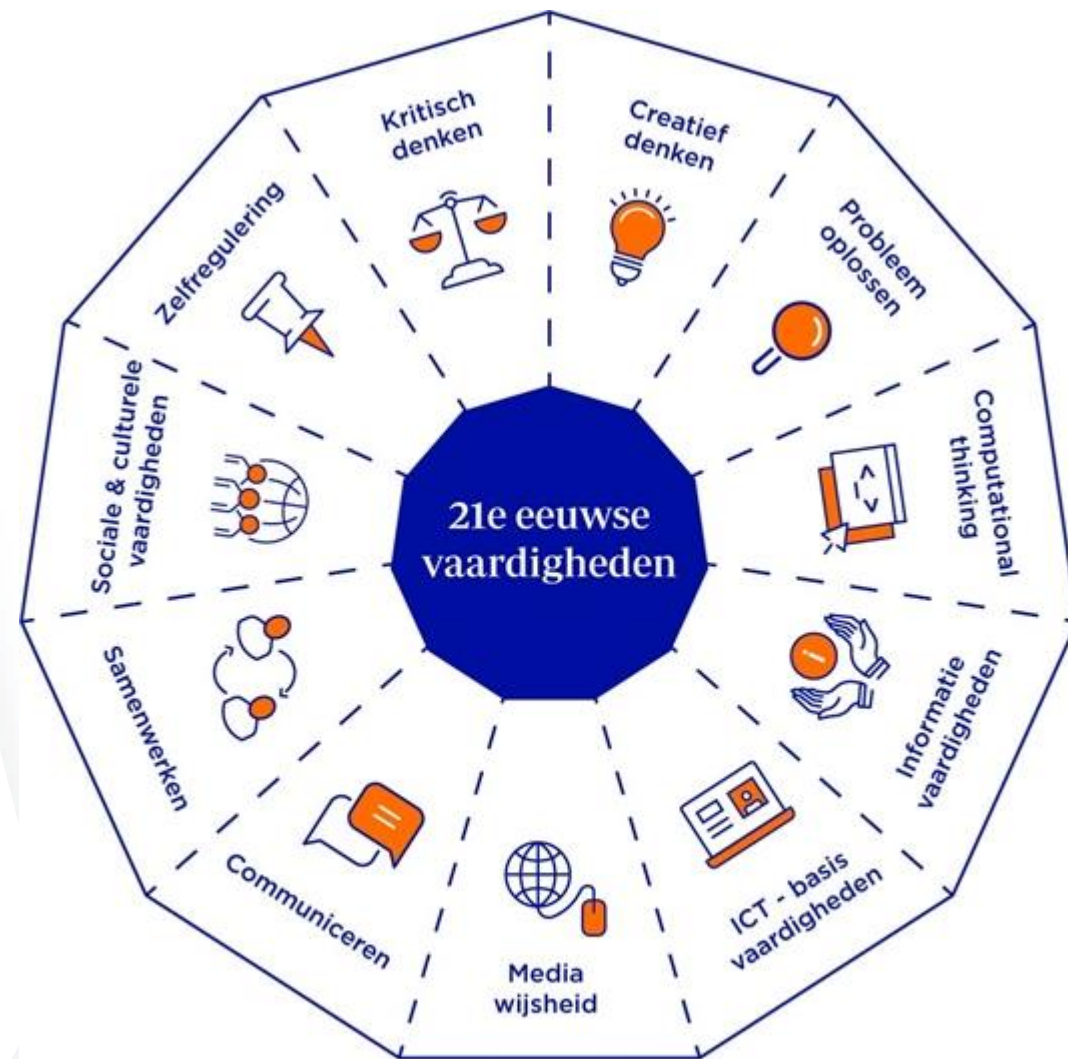 21e eeuwse
vaardigheden
Kritisch
denken
Creatief
denken
Probleem
oplossen
Computational
thinking
Informatie
vaardigheden
ICT - basis
vaardigheden
Media
wijsheid
Communiceren
Samenwerken
Sociale & culturele
vaardigheden
Zelfregulering